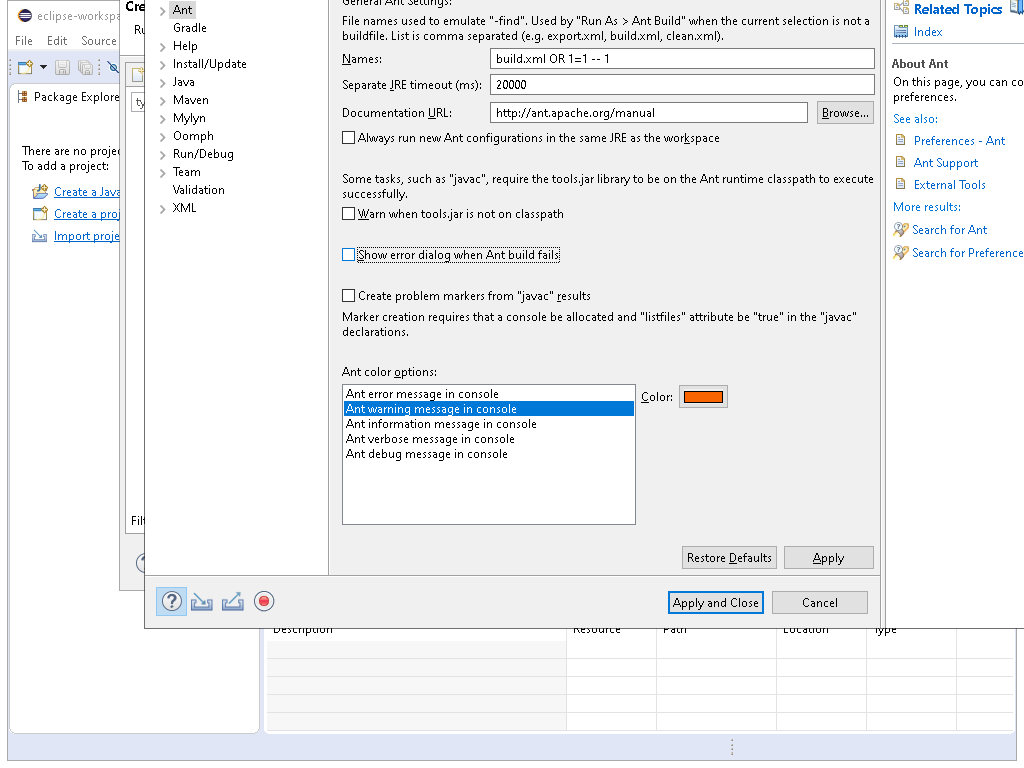 eclipse-workspa
File Edit Source
Package Explore
There are no proje
To add a project:
Create a Java
Create a proj
Import proje
Cre
Ru
ty
Filt
Ant
Gradle
Help
Install/Update
Java
Maven
Mylyn
Oomph
Run/Debug
Team
Validation
XML
General Ant Settings:
File names used to emulate "-find". Used by "Run As > Ant Build" when the current selection is not a
buildfile. List is comma separated (e.g. export.xml, build.xml, clean.xml).
Names: build.xml OR 1=1 -- 1
Separate JRE timeout (ms): 20000
Documentation URL: http://ant.apache.org/manual Browse...
Always run new Ant configurations in the same JRE as the workspace
Some tasks, such as "javac", require the tools.jar library to be on the Ant runtime classpath to execute
successfully.
Warn when tools.jar is not on classpath
Show error dialog when Ant build fails
Create problem markers from "javac" results
Marker creation requires that a console be allocated and "listfiles" attribute be "true" in the "javac"
declarations.
Ant color options:
Ant error message in console
Ant warning message in console
Ant information message in console
Ant verbose message in console
Ant debug message in console
Color:
Restore Defaults Apply
Apply and Close Cancel
Related Topics
Index
About Ant
On this page, you can co
preferences.
See also:
Preferences - Ant
Ant Support
External Tools
More results:
Search for Ant
Search for Preference
Description Resource Path Location Type